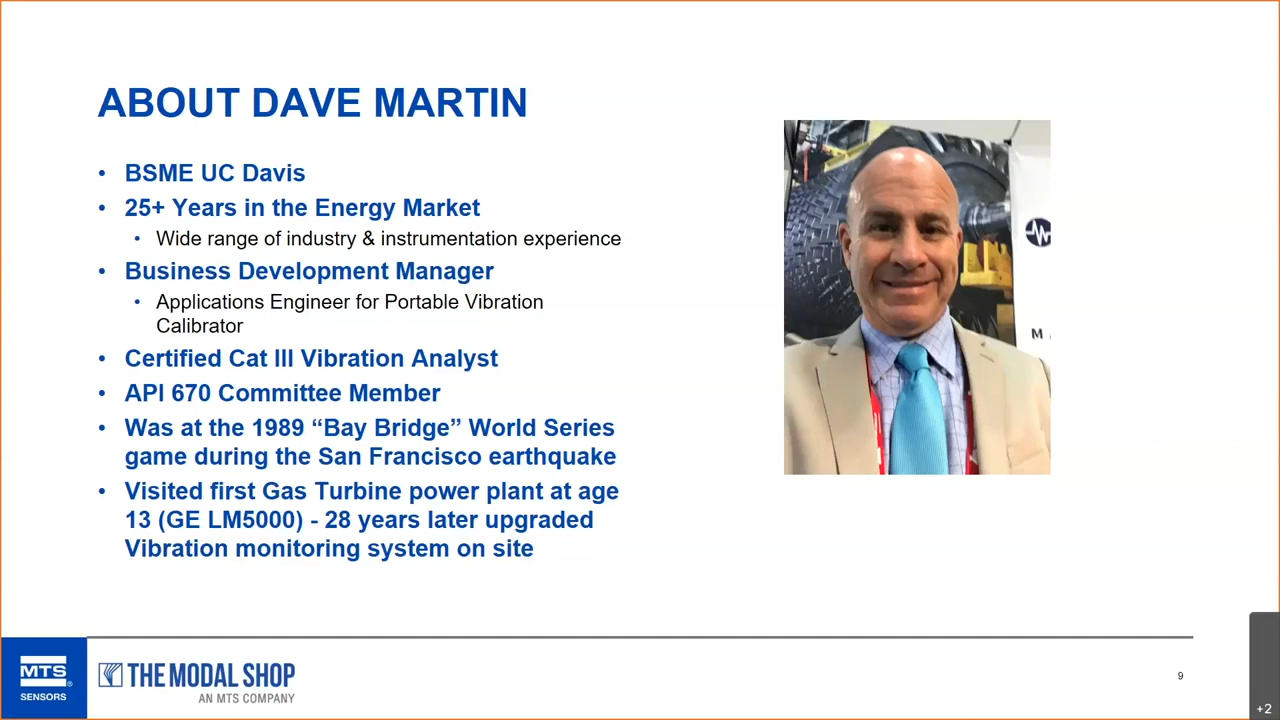 ABOUT DAVE MARTIN
• BSME UC Davis
• 25+ Years in the Energy Market
• Wide range of industry & instrumentation experience
• Business Development Manager
• Applications Engineer for Portable Vibration
Calibrator
• Certified Cat III Vibration Analyst
• API 670 Committee Member
• Was at the 1989 “Bay Bridge” World Series
game during the San Francisco earthquake
• Visited first Gas Turbine power plant at age
13 (GE LM5000) - 28 years later upgraded
Vibration monitoring system on site
M
MTS®
SENSORS
THE MODAL SHOP
AN MTS COMPANY
9
+2